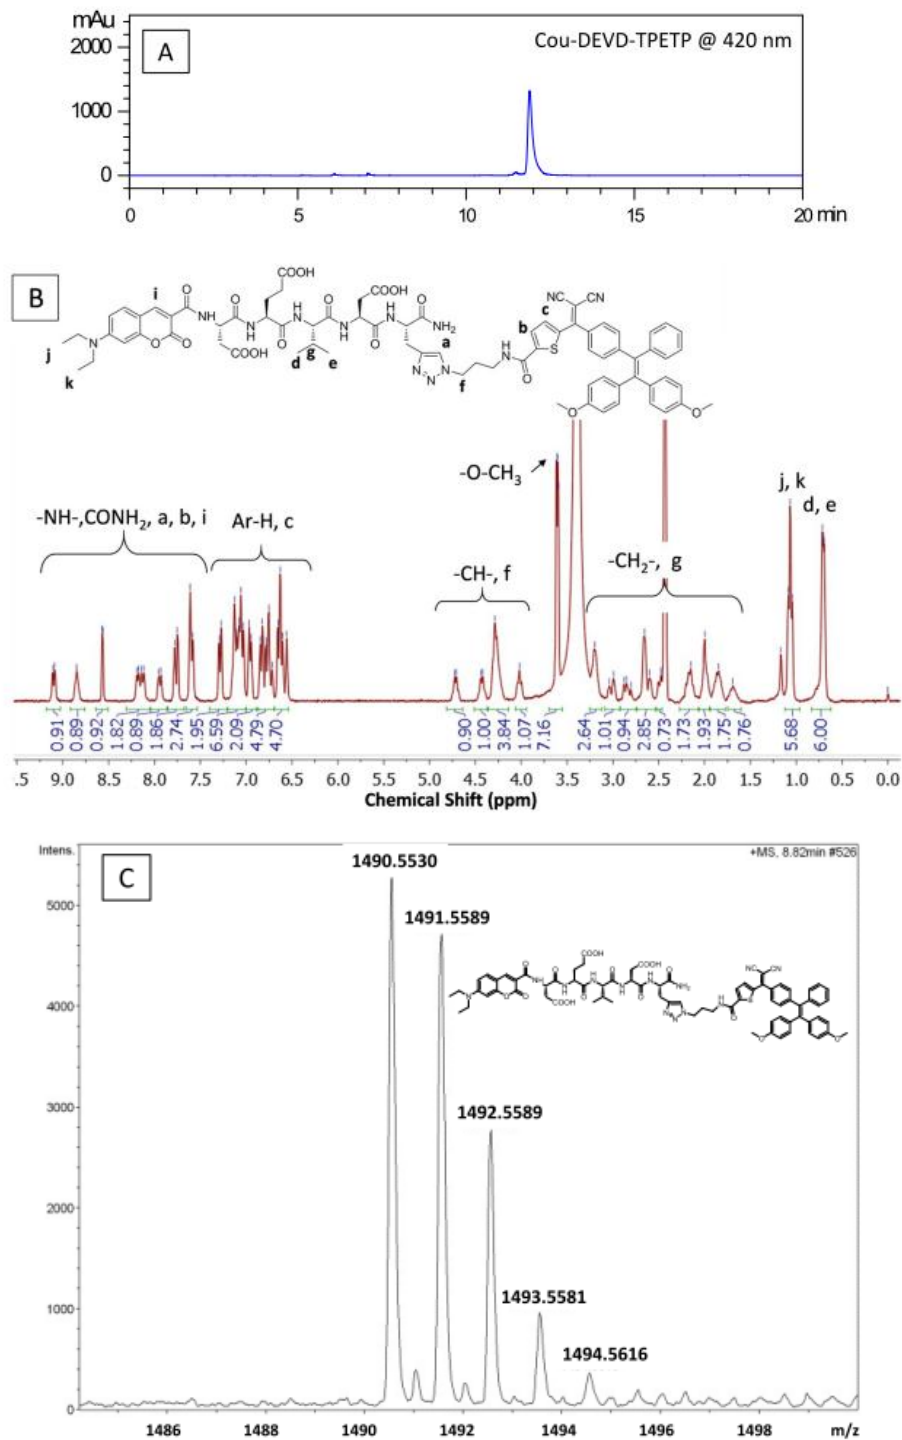 mAu
A
Cou-DEVD-TPETP @ 420 nm
2000
1000
0
0 5 10 15 20 min
B
COOH
COOH
NC CN
c
i
O
H
N
O
H
N
O
NH₂
a
b
S
j
N
k
O O
COOH
d g e
N=N
f
NH
O
O
O
-O-CH₃
-NH-,CONH₂, a, b, i
Ar-H, c
-CH-, f
-CH₂-, g
j, k
d, e
0.91 0.89 0.92 1.82 0.89 1.86 2.74 1.95 6.59 2.09 4.79 4.70 0.90 1.00 3.84 1.07 7.16 2.64 1.01 0.94 2.85 0.73 1.73 1.93 1.75 0.76 5.68 6.00
.5 9.0 8.5 8.0 7.5 7.0 6.5 6.0 5.5 5.0 4.5 4.0 3.5 3.0 2.5 2.0 1.5 1.0 0.5 0.0
Chemical Shift (ppm)
Intens.
C
+MS, 8.82min #526
1490.5530
1491.5589
1492.5589
1493.5581
1494.5616
5000
4000
3000
2000
1000
0
COOH
COOH
NC CN
NH₂
COOH
1486 1488 1490 1492 1494 1496 1498 m/z